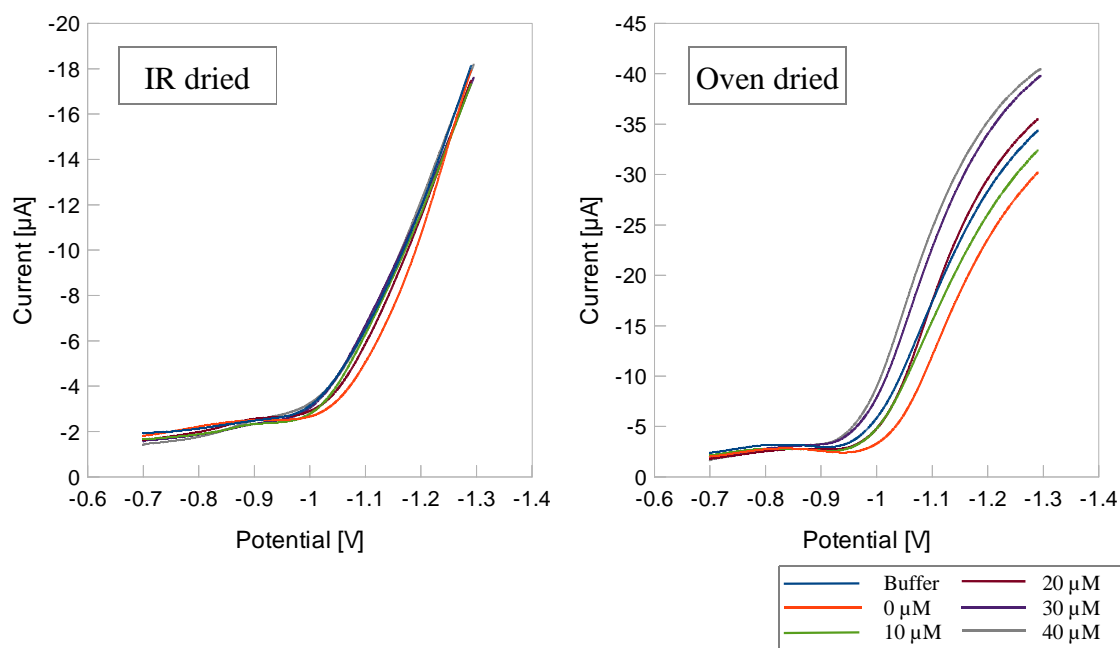 IR dried
-20
-18
-16
-14
-12
-10
-8
-6
-4
-2
0
Current [µA]
-0.6 -0.7 -0.8 -0.9 -1 -1.1 -1.2 -1.3 -1.4
Potential [V]
Oven dried
-45
-40
-35
-30
-25
-20
-15
-10
-5
0
Current [µA]
-0.6 -0.7 -0.8 -0.9 -1 -1.1 -1.2 -1.3 -1.4
Potential [V]
Buffer 20 µM
0 µM 30 µM
10 µM 40 µM